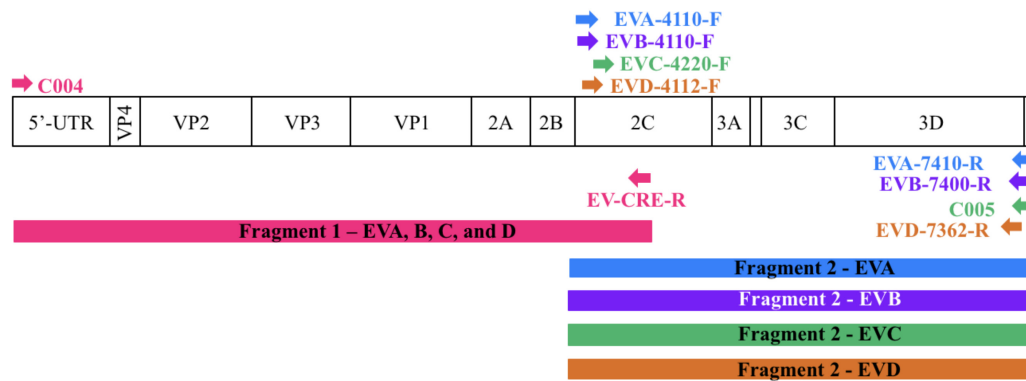 EVA-4110-F
EVB-4110-F
EVC-4220-F
C004
EVD-4112-F
5’-UTR VP4 VP2 VP3 VP1 2A 2B 2C 3A 3C 3D
EVA-7410-R
EVB-7400-R
EV-CRE-R
C005
EVD-7362-R
Fragment 1 – EVA, B, C, and D
Fragment 2 - EVA
Fragment 2 - EVB
Fragment 2 - EVC
Fragment 2 - EVD